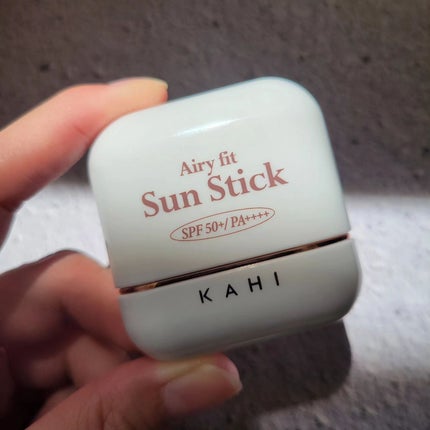 Airy fit
Sun Stick
SPF 50+/PA++++
KAHI